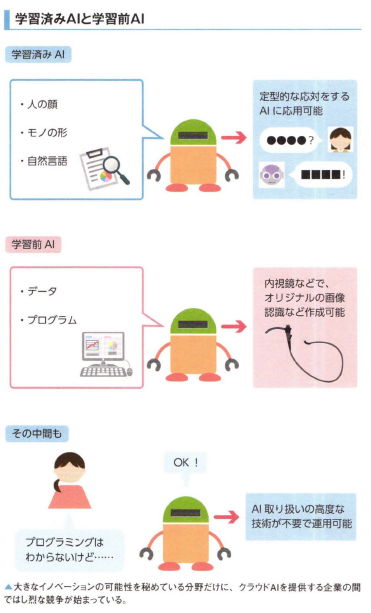 学習済みAIと学習前AI
学習済み AI
・人の顔
・モノの形
・自然言語
定型的な応対をする
AI に応用可能
●●●●?
■■■■!
学習前 AI
・データ
・プログラム
内視鏡などで、
オリジナルの画像
認識など作成可能
その中間も
OK !
プログラミングは
わからないけど……
AI 取り扱いの高度な
技術が不要で運用可能
▲大きなイノベーションの可能性を秘めている分野だけに、クラウドAIを提供する企業の間
ではし烈な競争が始まっている。